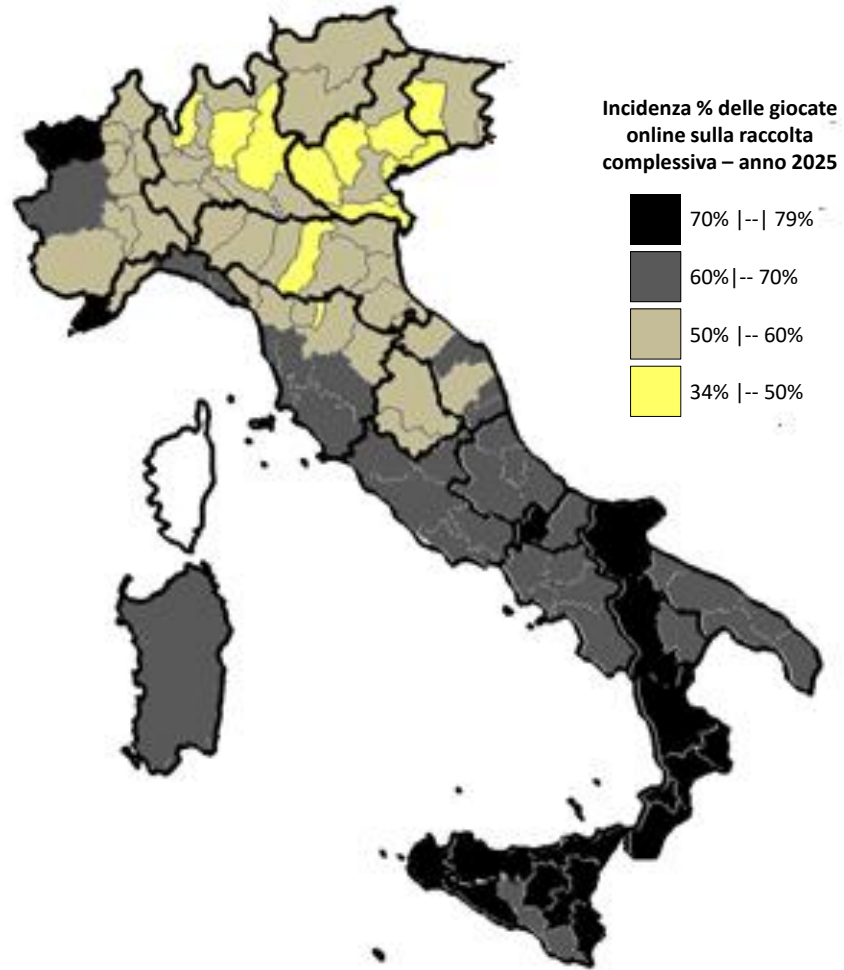 Incidenza % delle giocate
online sulla raccolta
complessiva – anno 2025
70% |--| 79%
60%|-- 70%
50% |-- 60%
34% |-- 50%